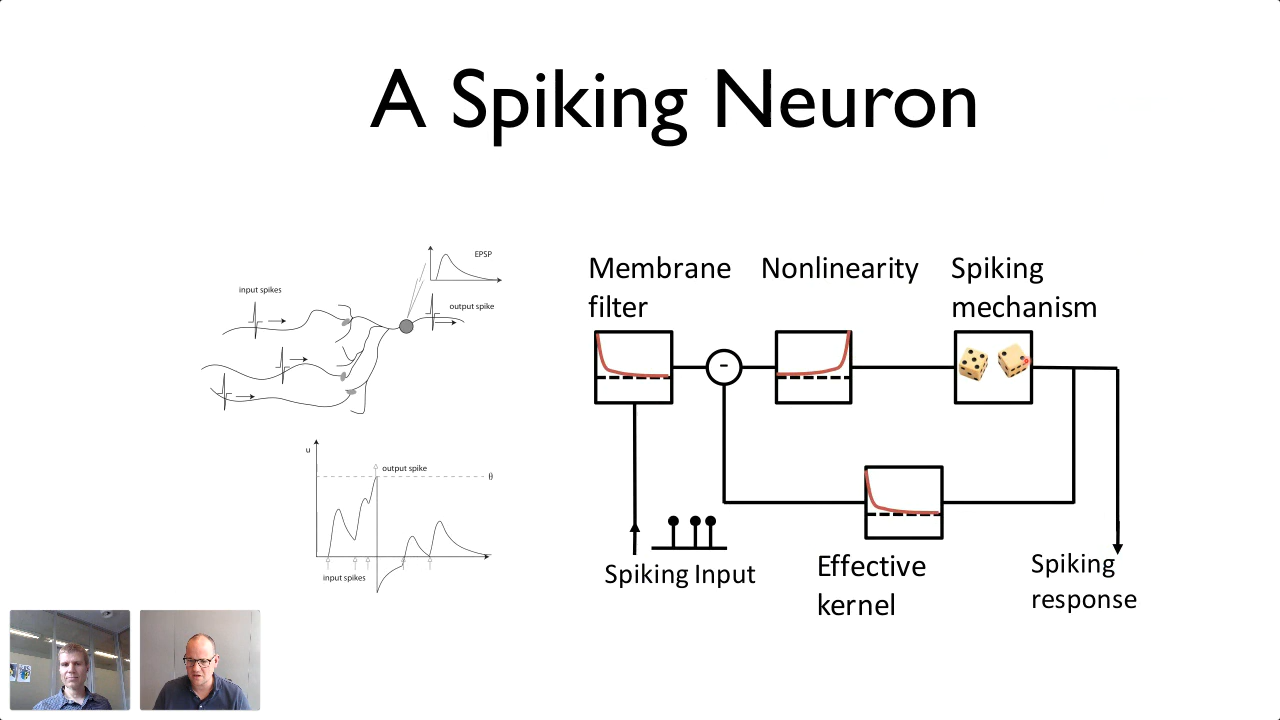 A Spiking Neuron
EPSP
input spikes
output spike
u
output spike
θ
input spikes
Membrane
filter
Nonlinearity
Spiking
mechanism
-
Spiking Input
Effective
kernel
Spiking
response